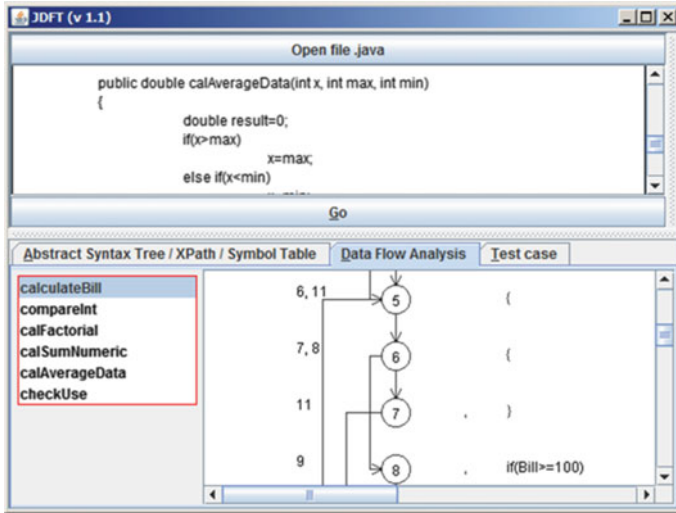 JDFT (v 1.1)
Open file .java
public double calAverageData(int x, int max, int min)
{
double result=0;
if(x>max)
x=max;
else if(x<min)
Go
Abstract Syntax Tree / XPath / Symbol Table Data Flow Analysis Test case
calculateBill
compareInt
calFactorial
calSumNumeric
calAverageData
checkUse
6, 11 5 {
7, 8 6 {
11 7 , }
9 8 , if(Bill>=100)